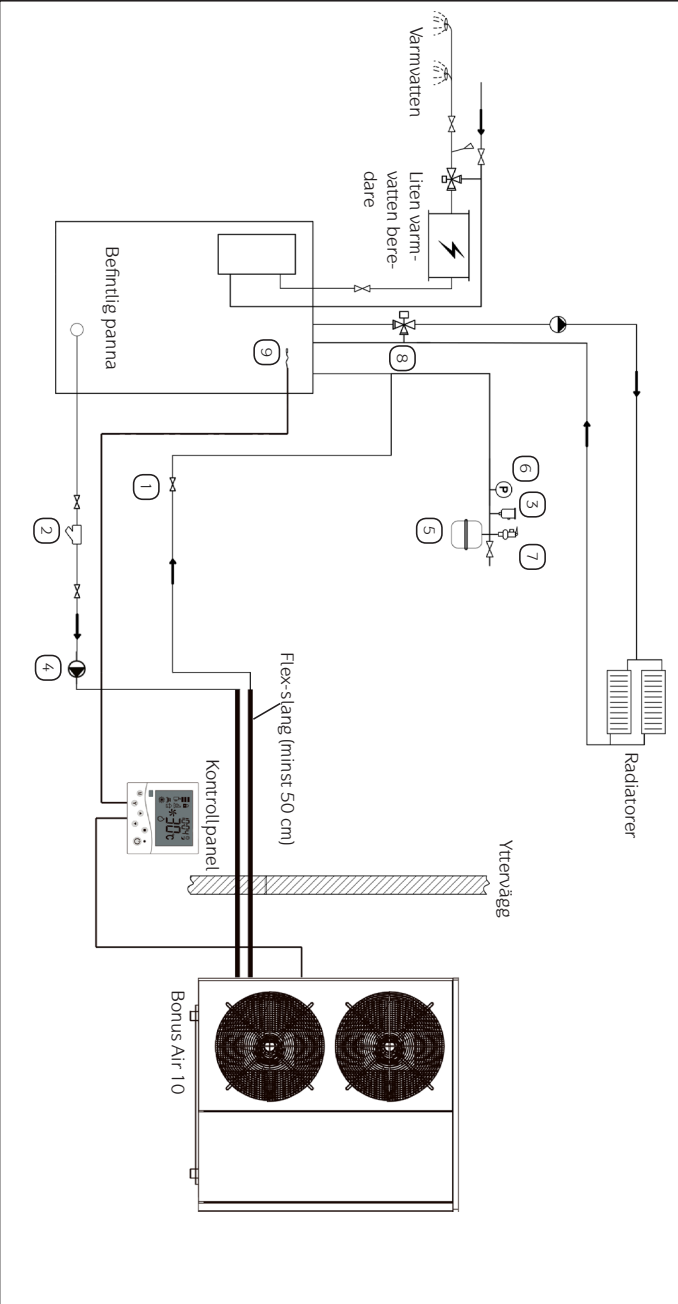 Varmvatten
Liten varm-
vatten bere-
dare
Befintlig panna
9
8
6
3
7
5
P
1
2
4
Radiatorer
Flex-slang (minst 50 cm)
Kontrollpanel
Yttervägg
Bonus Air 10